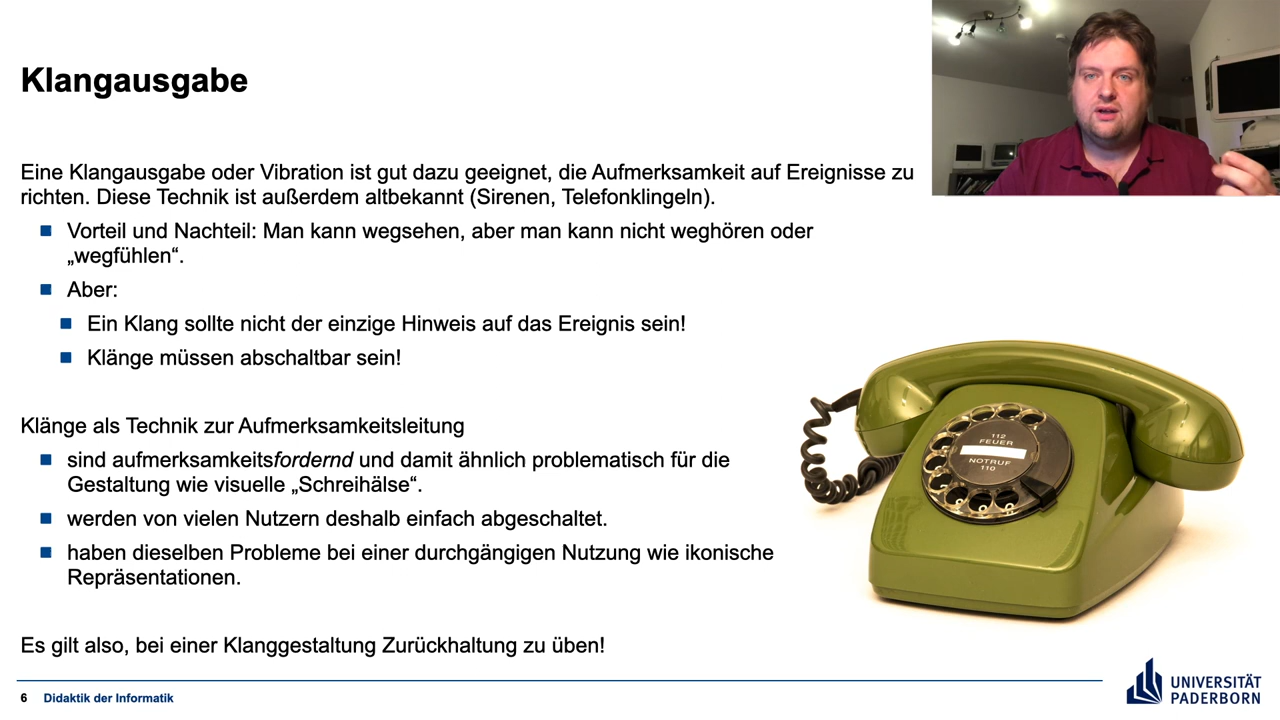 Klangausgabe
Eine Klangausgabe oder Vibration ist gut dazu geeignet, die Aufmerksamkeit auf Ereignisse zu
richten. Diese Technik ist außerdem altbekannt (Sirenen, Telefonklingeln).
Vorteil und Nachteil: Man kann wegsehen, aber man kann nicht weghören oder
„wegfühlen“.
Aber:
Ein Klang sollte nicht der einzige Hinweis auf das Ereignis sein!
Klänge müssen abschaltbar sein!
Klänge als Technik zur Aufmerksamkeitsleitung
sind aufmerksamkeitsfordernd und damit ähnlich problematisch für die
Gestaltung wie visuelle „Schreihälse“.
werden von vielen Nutzern deshalb einfach abgeschaltet.
haben dieselben Probleme bei einer durchgängigen Nutzung wie ikonische
Repräsentationen.
Es gilt also, bei einer Klanggestaltung Zurückhaltung zu üben!
112
FEUER
NOTRUF
110
6 Didaktik der Informatik
UNIVERSITÄT
PADERBORN